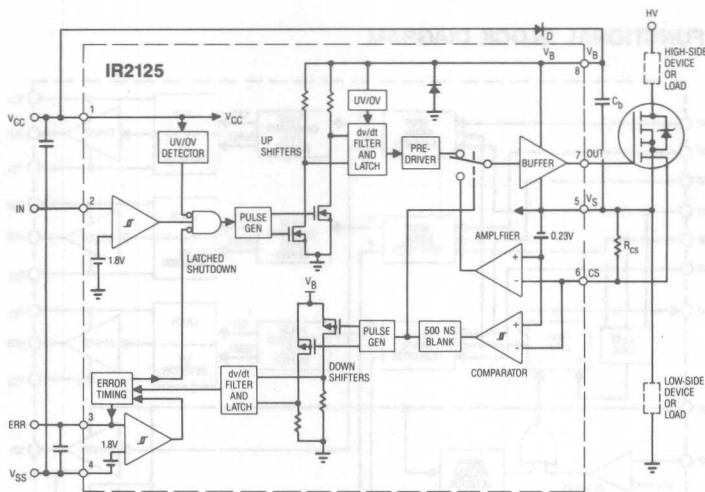 HV
D
V_B
V_B
8
HIGH-SIDE
DEVICE
OR
LOAD
IR2125
V_CC
1
V_CC
UV/OV
C_b
UV/OV
DETECTOR
UP
SHIFTERS
dv/dt
FILTER
AND
LATCH
PRE-
DRIVER
BUFFER
7
OUT
IN
2
PULSE
GEN
5
V_S
1.8V
LATCHED
SHUTDOWN
AMPLFIIER
0.23V
R_CS
+
-
6
CS
V_B
PULSE
GEN
500 NS
BLANK
+
-
COMPARATOR
DOWN
SHIFTERS
dv/dt
FILTER
AND
LATCH
ERROR
TIMING
LOW-SIDE
DEVICE
OR
LOAD
ERR
3
1.8V
V_SS
4